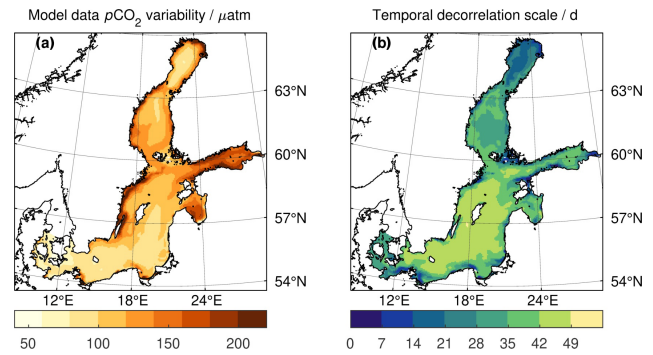 Model data pCO2 variability / μatm
Temporal decorrelation scale / d
(a)
(b)
63°N
60°N
57°N
54°N
12°E 18°E 24°E
63°N
60°N
57°N
54°N
12°E 18°E 24°E
50 100 150 200
0 7 14 21 28 35 42 49